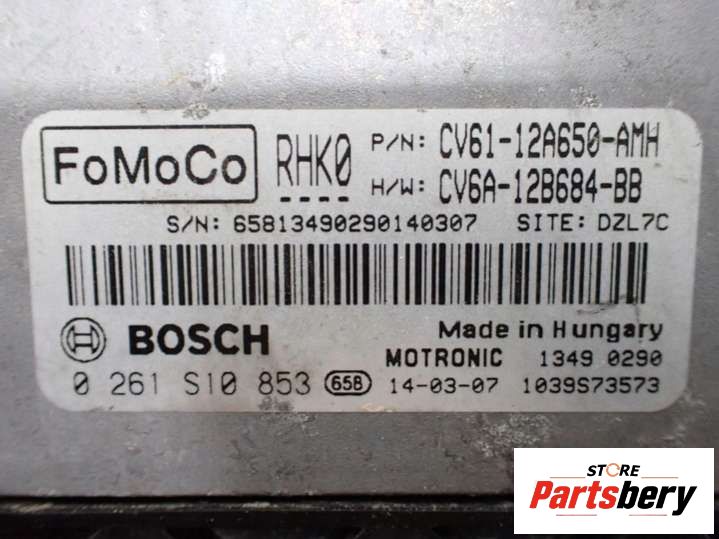 FoMoCo
RHK0
P/N: CV61-12A650-AMH
H/W: CV6A-12B684-BB
S/N: 65813490290140307 SITE: DZL7C
BOSCH
Made in Hungary
MOTRONIC 1349 0290
0 261 S10 853 658 14-03-07 1039S73573
STORE
Partsbery